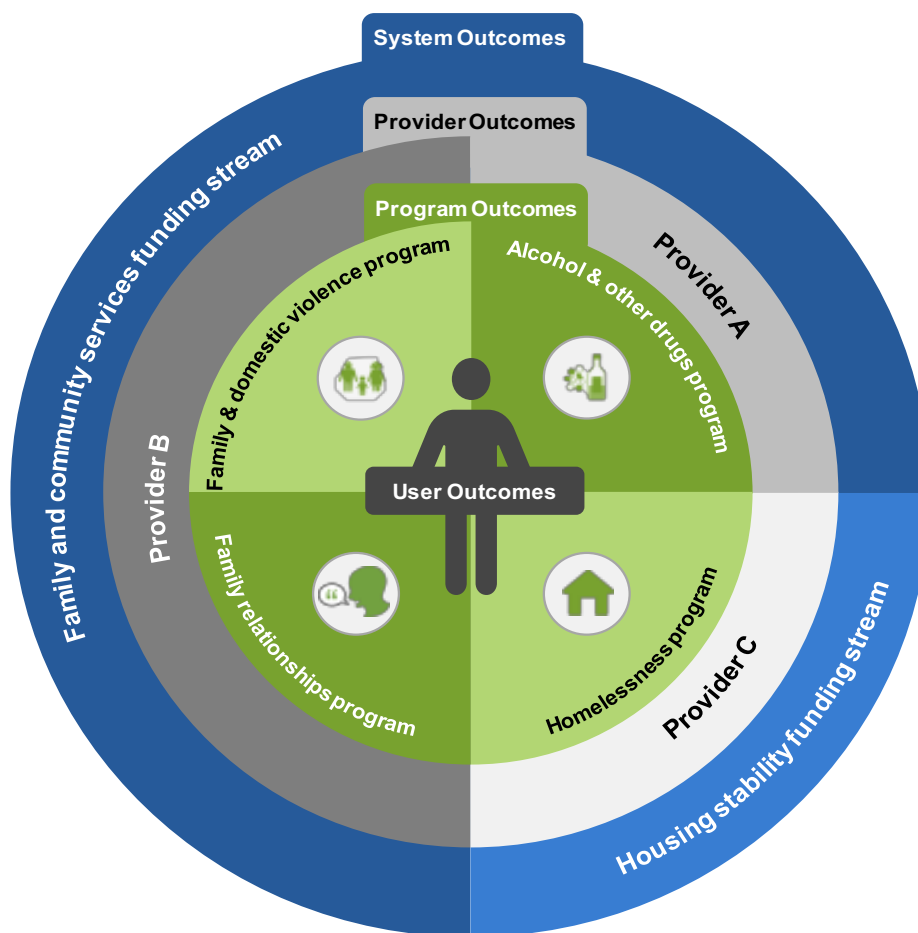 System Outcomes
Provider Outcomes
Program Outcomes
Family and community services funding stream
Provider B
Provider A
Family & domestic violence program
Alcohol & other drugs program
User Outcomes
Family relationships program
Homelessness program
Provider C
Housing stability funding stream